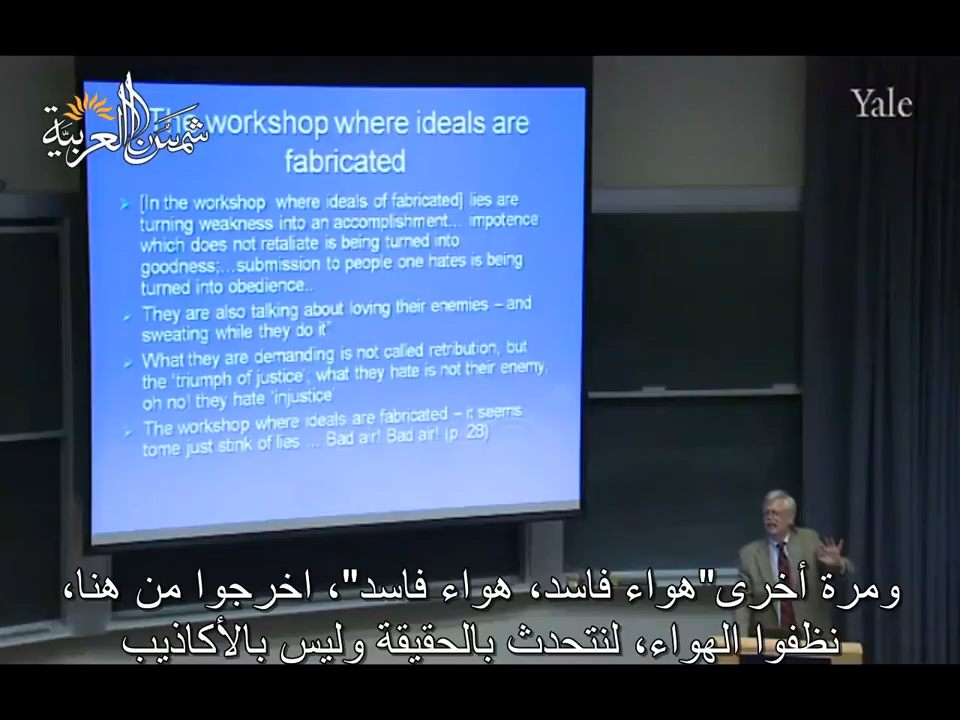 شمس العربية
Yale
The workshop where ideals are
fabricated
[In the workshop where ideals of fabricated] lies are
turning weakness into an accomplishment... impotence
which does not retaliate is being turned into
goodness;...submission to people one hates is being
turned into obedience..
They are also talking about loving their enemies – and
sweating while they do it"
What they are demanding is not called retribution, but
the 'triumph of justice'; what they hate is not their enemy,
oh no! they hate 'injustice'
The workshop where ideals are fabricated – it seems
tome just stink of lies ... Bad air! Bad air! (p. 28)
ومرة أخرى"هواء فاسد، هواء فاسد"، اخرجوا من هنا،
نظفوا الهواء، لنتحدث بالحقيقة وليس بالأكاذيب